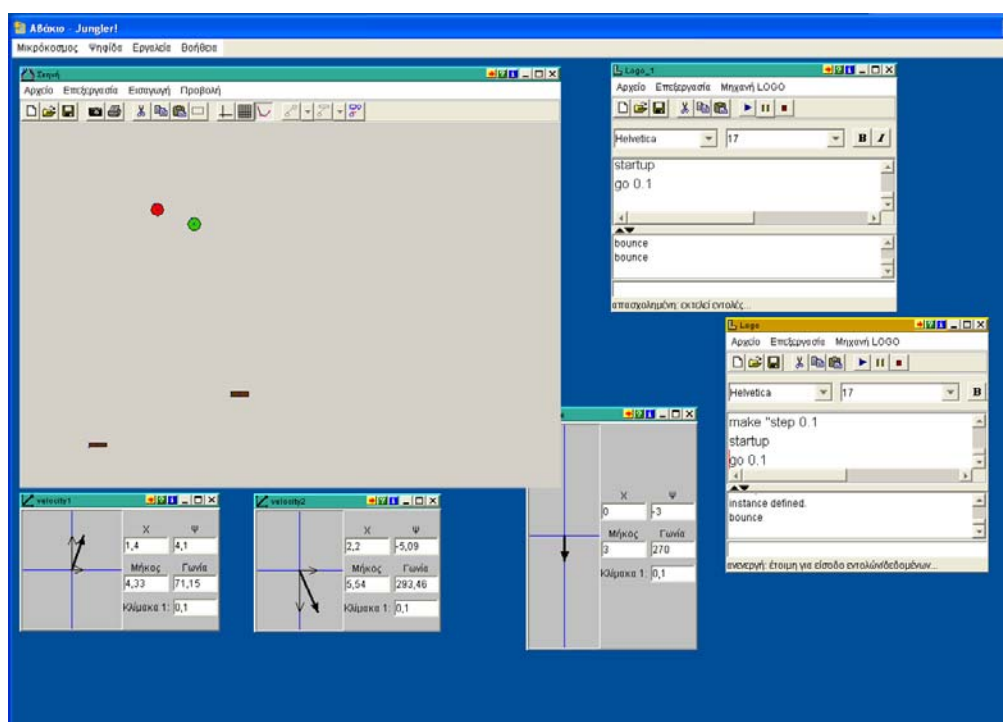 Αβάκιο - Jungler!
Μικρόκοσμος Ψηφίδα Εργαλεία Βοήθεια
Σκηνή
Αρχείο Επεξεργασία Εισαγωγή Προβολή
Logo_1
Αρχείο Επεξεργασία Μηχανή LOGO
Helvetica 17 B I
startup
go 0.1
bounce
bounce
απασχολημένη: εκτελεί εντολές...
Logo
Αρχείο Επεξεργασία Μηχανή LOGO
Helvetica 17 B
make "step 0.1
startup
go 0.1
instance defined.
bounce
ανενεργή: έτοιμη για είσοδο εντολών/δεδομένων...
velocity1
X Ψ
1,4 4,1
Μήκος Γωνία
4,33 71,15
Κλίμακα 1: 0,1
velocity2
X Ψ
2,2 -5,09
Μήκος Γωνία
5,54 293,46
Κλίμακα 1: 0,1
X Ψ
0 -3
Μήκος Γωνία
3 270
Κλίμακα 1: 0,1